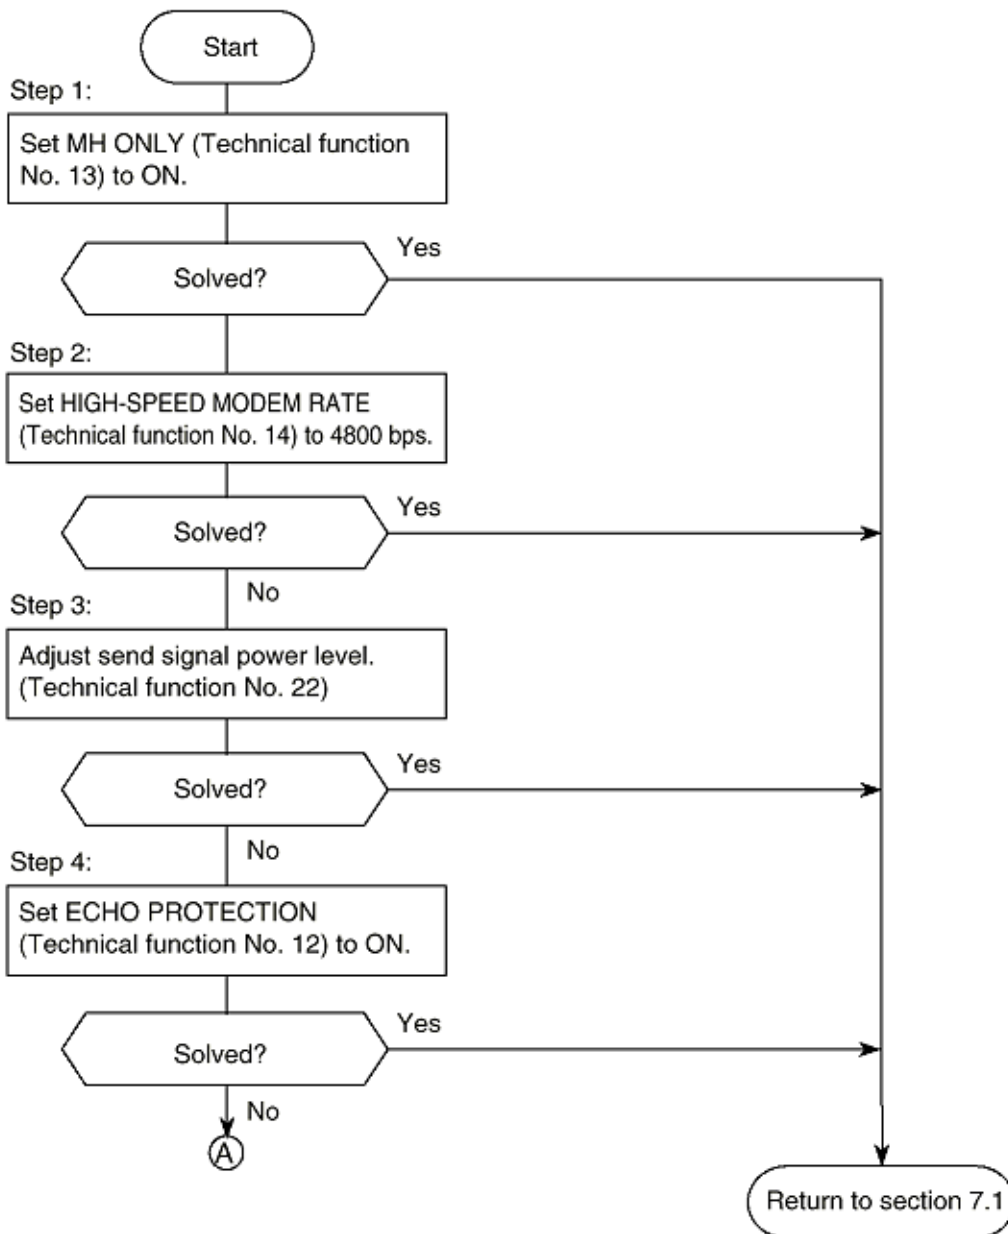 Start
Step 1:
Set MH ONLY (Technical function
No. 13) to ON.
Yes
Solved?
Step 2:
Set HIGH-SPEED MODEM RATE
(Technical function No. 14) to 4800 bps.
Yes
Solved?
No
Step 3:
Adjust send signal power level.
(Technical function No. 22)
Yes
Solved?
No
Step 4:
Set ECHO PROTECTION
(Technical function No. 12) to ON.
Yes
Solved?
No
A
Return to section 7.1